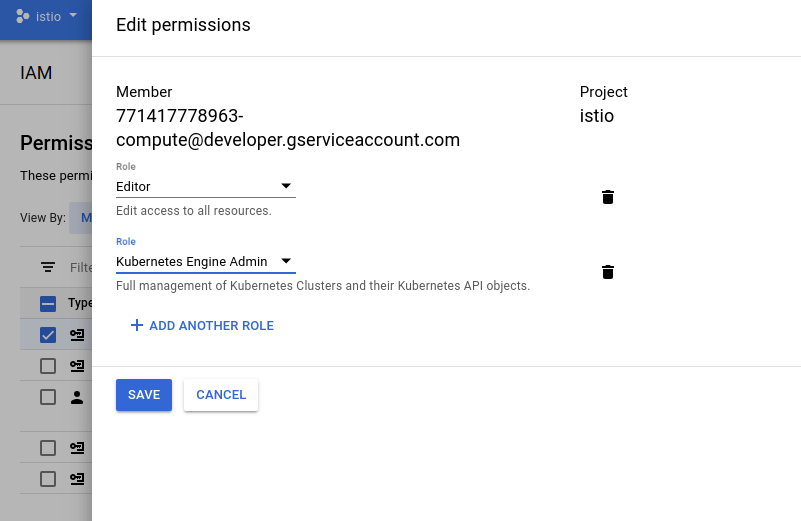 istio
Edit permissions
IAM
Member
Project
771417778963-
compute@developer.gserviceaccount.com
istio
Permiss
These permi
Role
Editor
Edit access to all resources.
View By:
M
Role
Kubernetes Engine Admin
Full management of Kubernetes Clusters and their Kubernetes API objects.
Filte
Type
ADD ANOTHER ROLE
SAVE
CANCEL